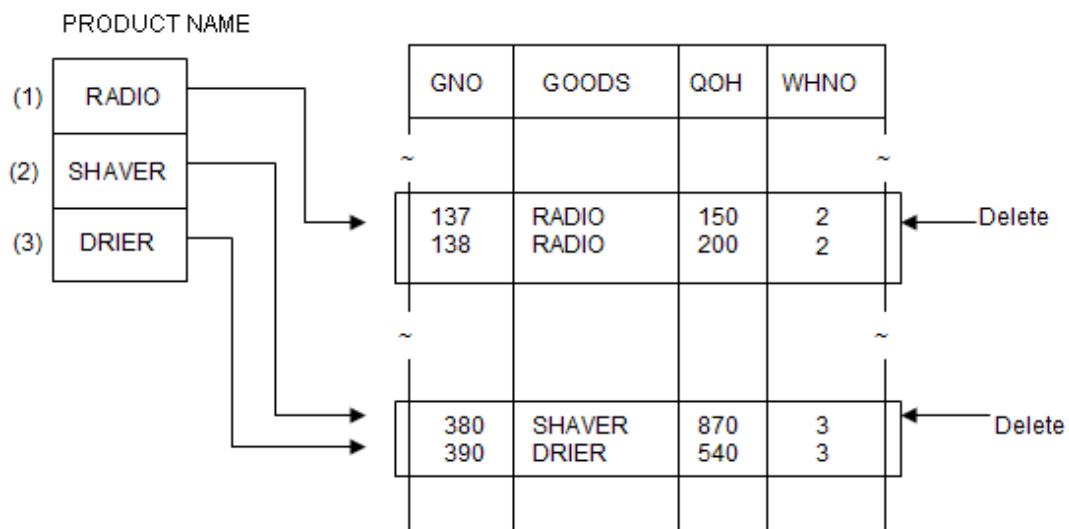 PRODUCT NAME
(1) RADIO
(2) SHAVER
(3) DRIER
GNO GOODS QOH WHNO
~ ~
137 RADIO 150 2
138 RADIO 200 2
Delete
~ ~
380 SHAVER 870 3
390 DRIER 540 3
Delete